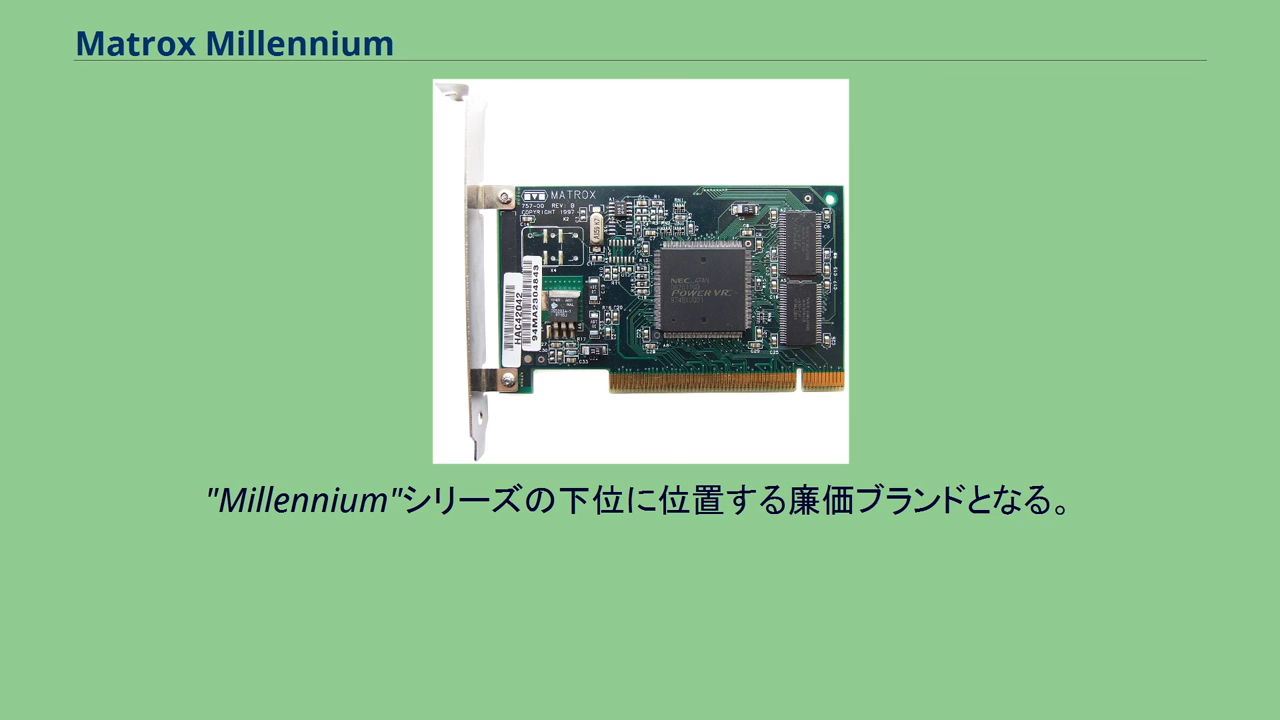 Matrox Millennium
MATROX
757-00 REV: B
COPYRIGHT 1997
HAC42042
94MA2304843
NEC
POWER VR
"Millennium"シリーズの下位に位置する廉価ブランドとなる。